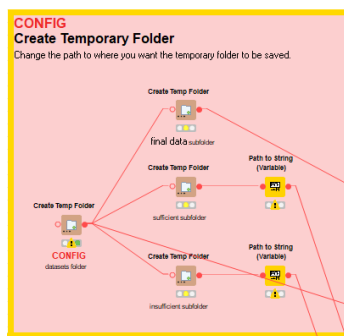 CONFIG
Create Temporary Folder
Change the path to where you want the temporary folder to be saved.
Create Temp Folder
final data subfolder
Create Temp Folder
Path to String
(Variable)
sufficient subfolder
Create Temp Folder
CONFIG
datasets folder
Create Temp Folder
Path to String
(Variable)
insufficient subfolder